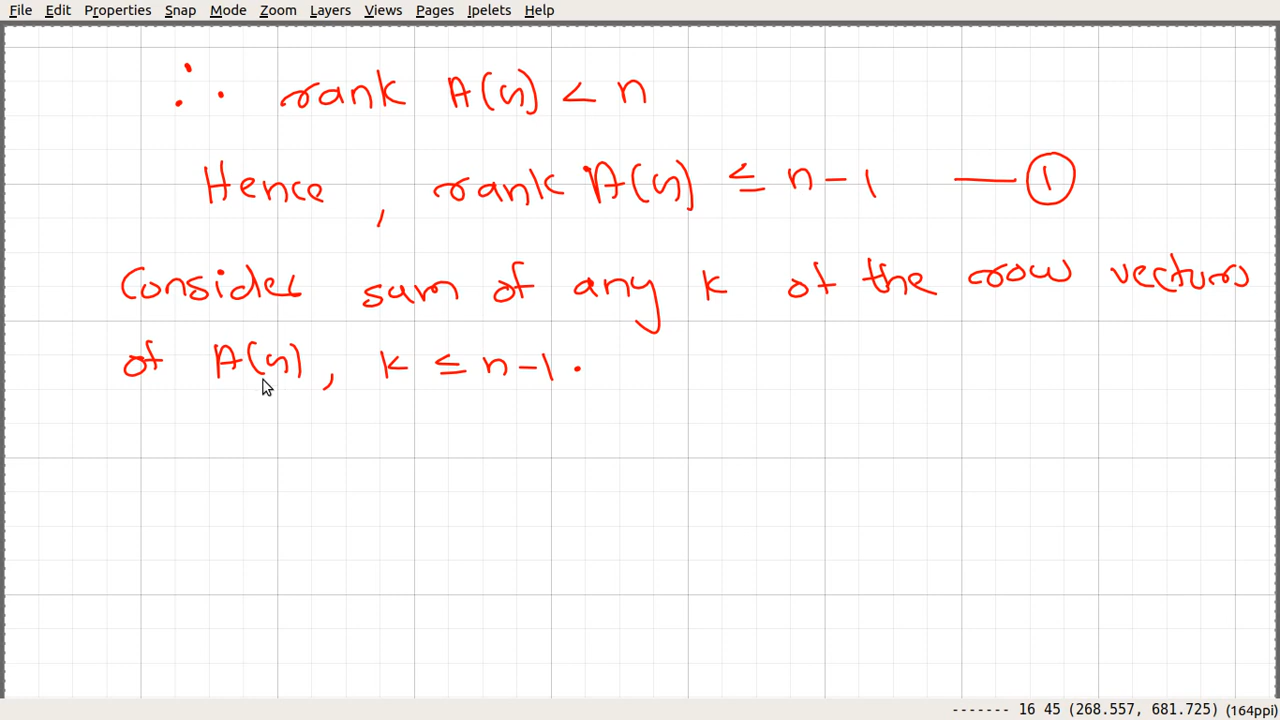 File Edit Properties Snap Mode Zoom Layers Views Pages Ipelets Help
∴ rank A(G) < n
Hence, rank A(G) ≤ n-1 — ①
Consider sum of any k of the row vectors
of A(G), k ≤ n-1.
------- 16 45 (268.557, 681.725) (164ppi)